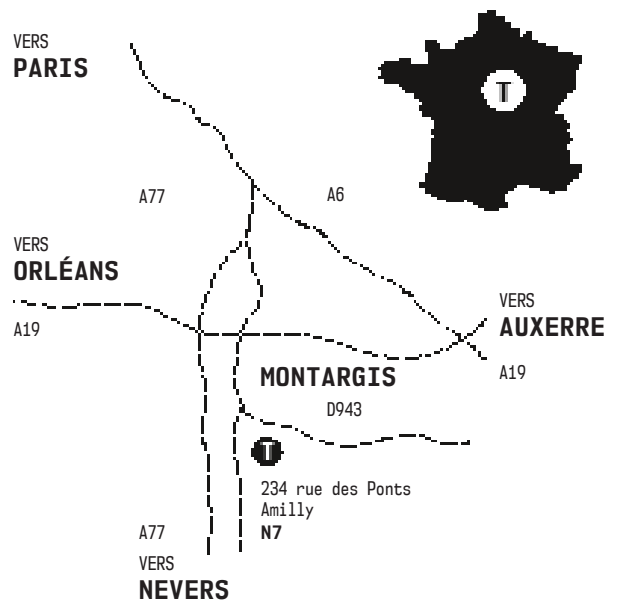 VERS
PARIS
T
A77
A6
VERS
ORLÉANS
A19
VERS
AUXERRE
A19
MONTARGIS
D943
T
234 rue des Ponts
Amilly
N7
A77
VERS
NEVERS